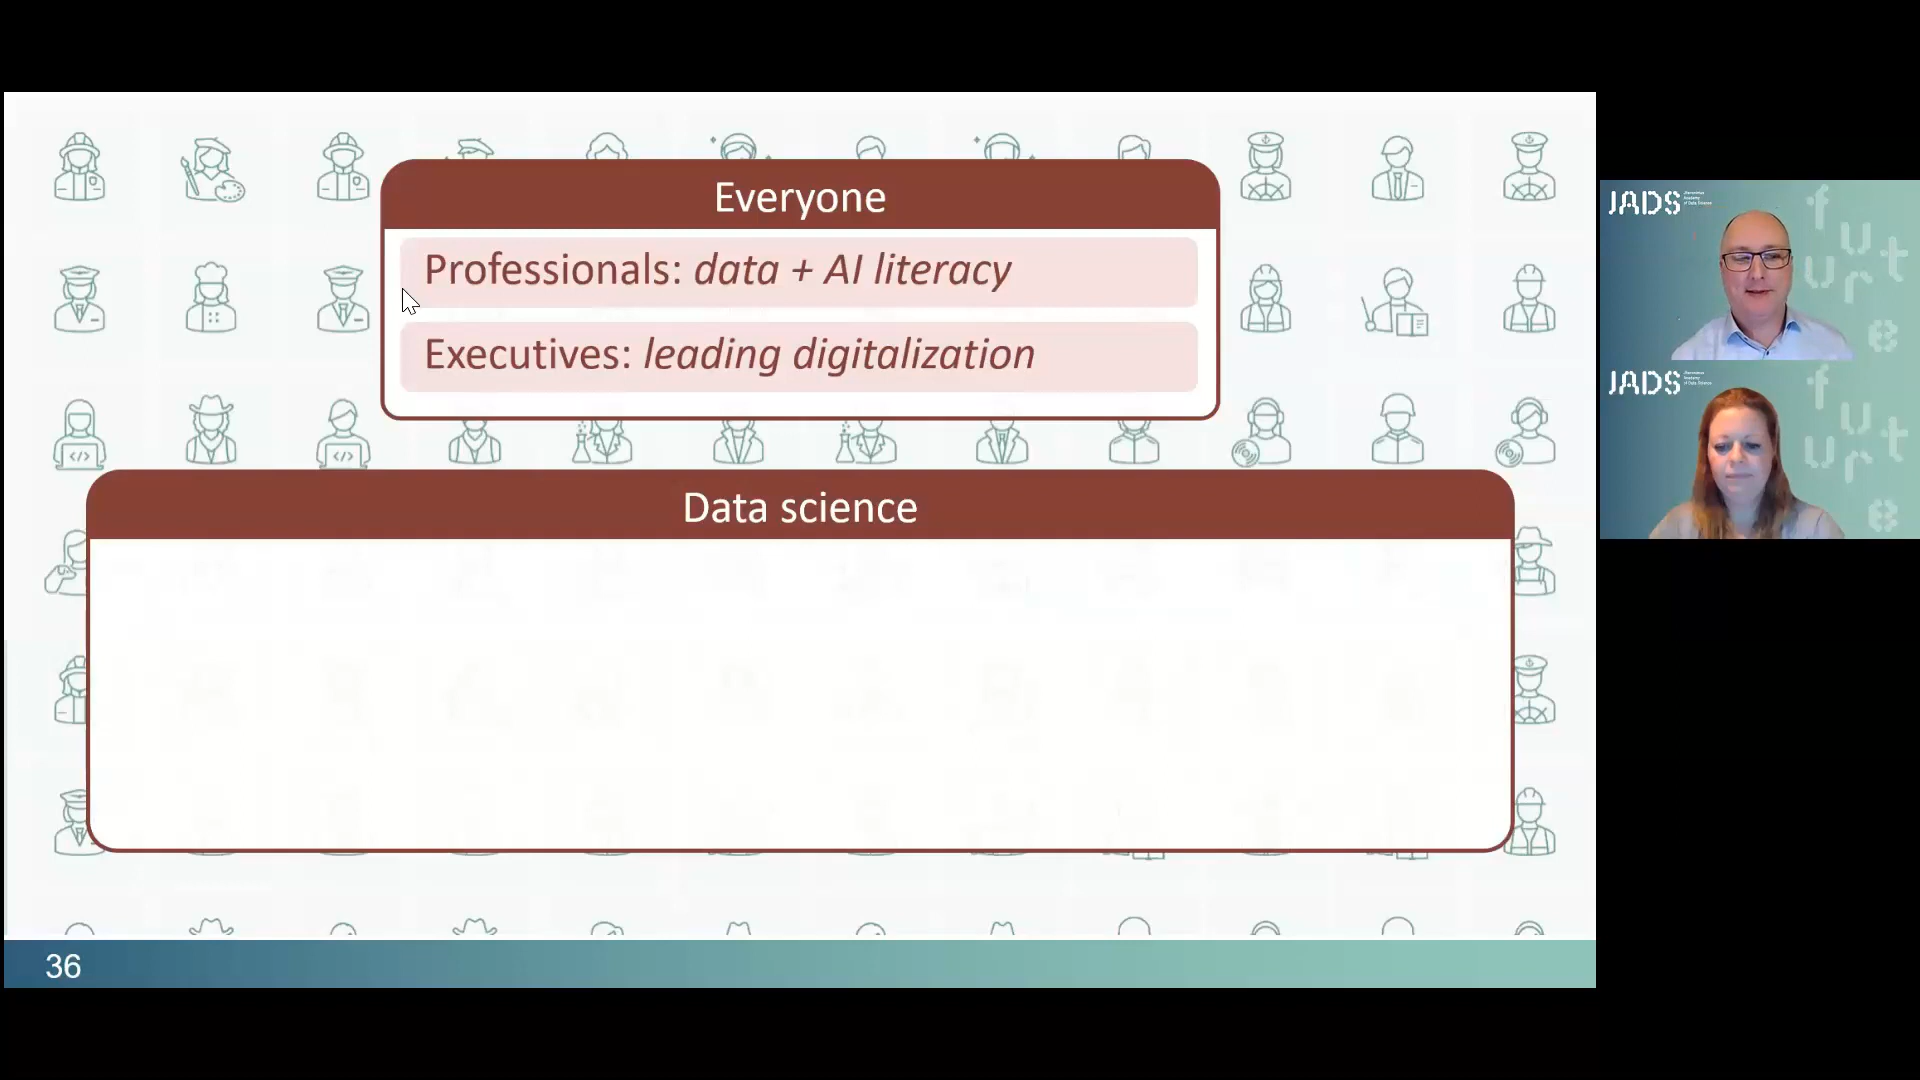 Everyone
Professionals: data + AI literacy
Executives: leading digitalization
Data science
36
JADS
JADS